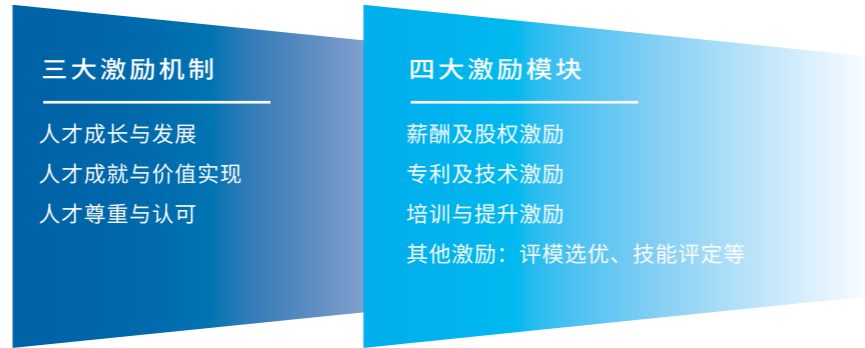 三大激励机制
人才成长与发展
人才成就与价值实现
人才尊重与认可
四大激励模块
薪酬及股权激励
专利及技术激励
培训与提升激励
其他激励：评模选优、技能评定等